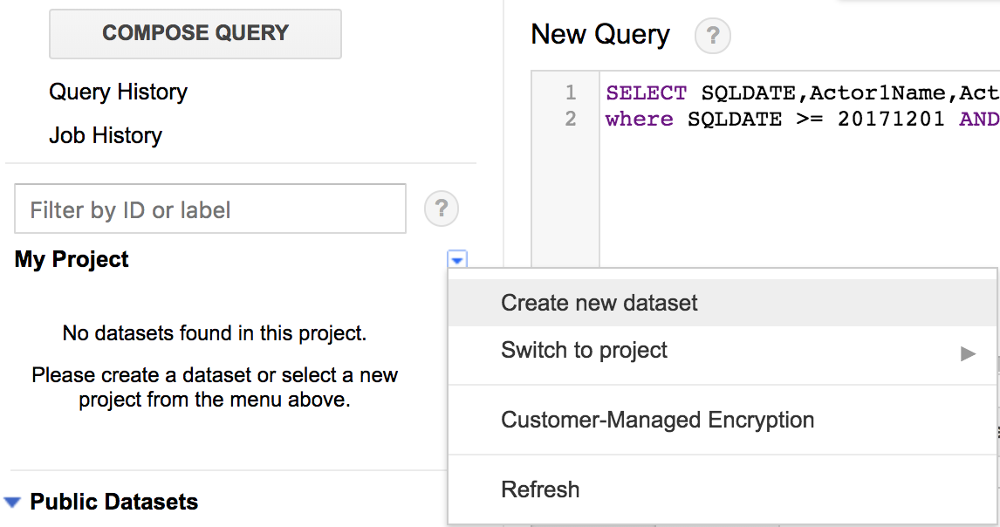 COMPOSE QUERY
Query History
Job History
Filter by ID or label
?
My Project
No datasets found in this project.
Please create a dataset or select a new
project from the menu above.
Public Datasets
New Query
?
1 SELECT SQLDATE,Actor1Name,Act
2 where SQLDATE >= 20171201 AND
Create new dataset
Switch to project
Customer-Managed Encryption
Refresh